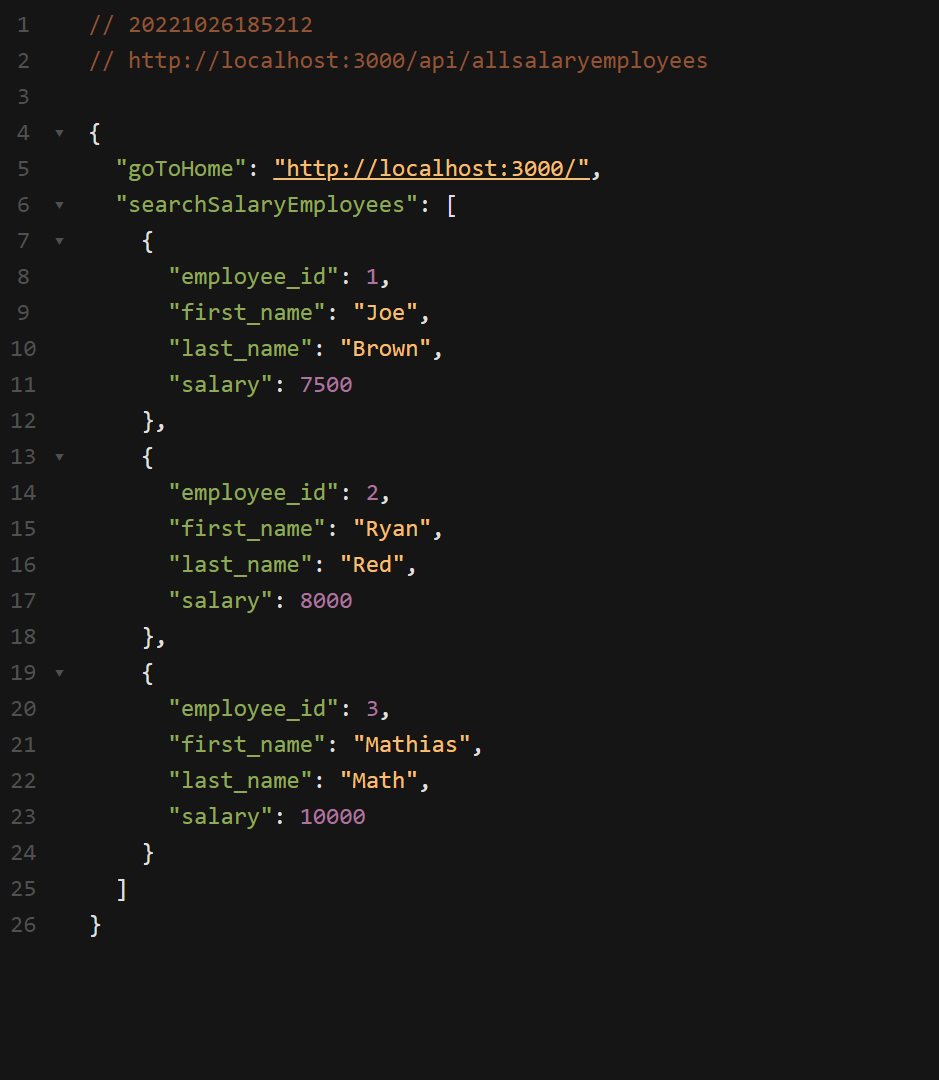 1 // 20221026185212
2 // http://localhost:3000/api/allsalaryemployees
3
4 {
5 "goToHome": "http://localhost:3000/",
6 "searchSalaryEmployees": [
7 {
8 "employee_id": 1,
9 "first_name": "Joe",
10 "last_name": "Brown",
11 "salary": 7500
12 },
13 {
14 "employee_id": 2,
15 "first_name": "Ryan",
16 "last_name": "Red",
17 "salary": 8000
18 },
19 {
20 "employee_id": 3,
21 "first_name": "Mathias",
22 "last_name": "Math",
23 "salary": 10000
24 }
25 ]
26 }